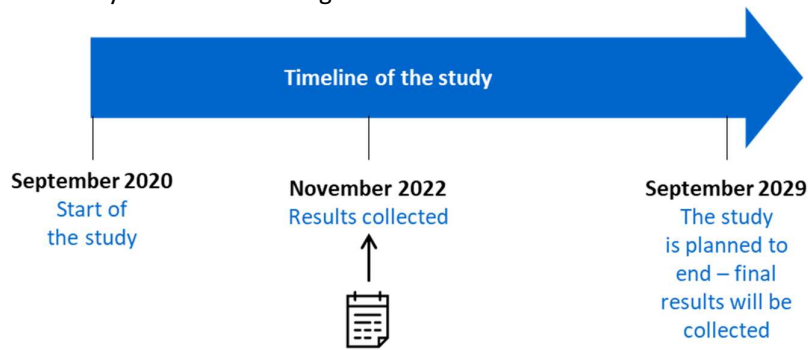 Timeline of the study
September 2020
Start of
the study
November 2022
Results collected
September 2029
The study
is planned to
end – final
results will be
collected